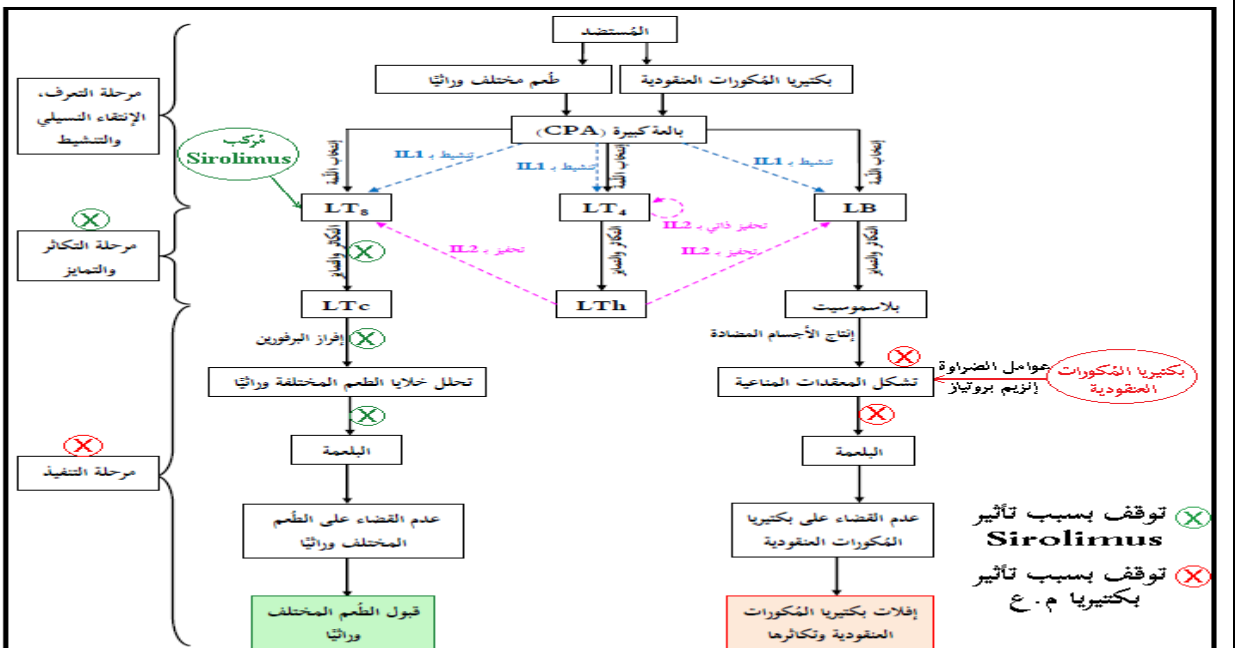 المُستضد
طُعم مختلف وراثيًا
بكتيريا المُكورات العنقودية
بالعة كبيرة (CPA)
مرحلة التعرف،
الإنتقاء النسيلي
والتنشيط
مُركب
Sirolimus
إنتخاب اللُّمة
تنشيط بـ IL1
تنشيط بـ IL1
إنتخاب اللُّمة
تنشيط بـ IL1
إنتخاب اللُّمة
LT8
LT4
LB
تحفيز ذاتي بـ IL2
مرحلة التكاثر
والتمايز
التكاثر والتمايز
تحفيز بـ IL2
التكاثر والتمايز
تحفيز بـ IL2
التكاثر والتمايز
LTc
LTh
بلاسموسيت
إفراز البرفورين
إنتاج الأجسام المضادة
تحلل خلايا الطعم المختلفة وراثيًا
تشكل المعقدات المناعية
عوامل الضراوة
إنزيم بروتياز
بكتيريا المُكورات
العنقودية
مرحلة التنفيذ
البلعمة
البلعمة
عدم القضاء على الطُعم
المختلف وراثيًا
عدم القضاء على بكتيريا
المُكورات العنقودية
توقف بسبب تأثير
Sirolimus
توقف بسبب تأثير
بكتيريا م.ع
قبول الطُعم المختلف
وراثيًا
إفلات بكتيريا المُكورات
العنقودية وتكاثرها